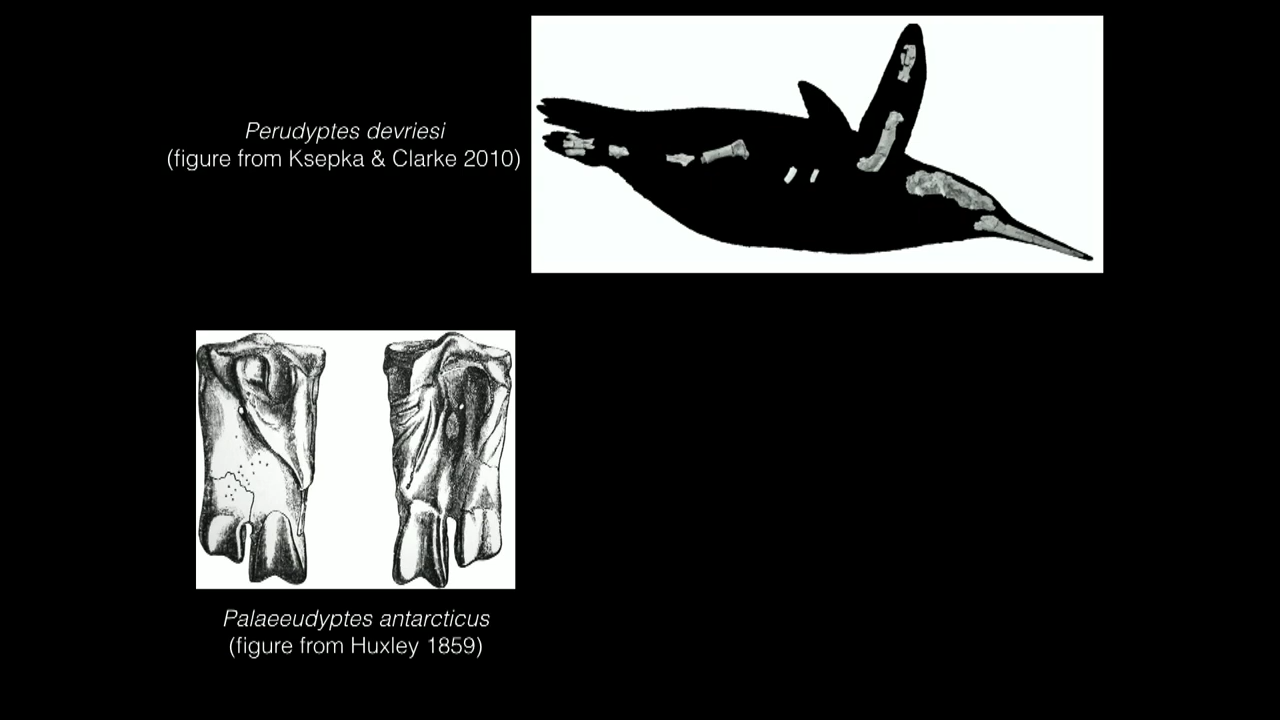 Perudyptes devriesi
(figure from Ksepka & Clarke 2010)
Palaeeudyptes antarcticus
(figure from Huxley 1859)